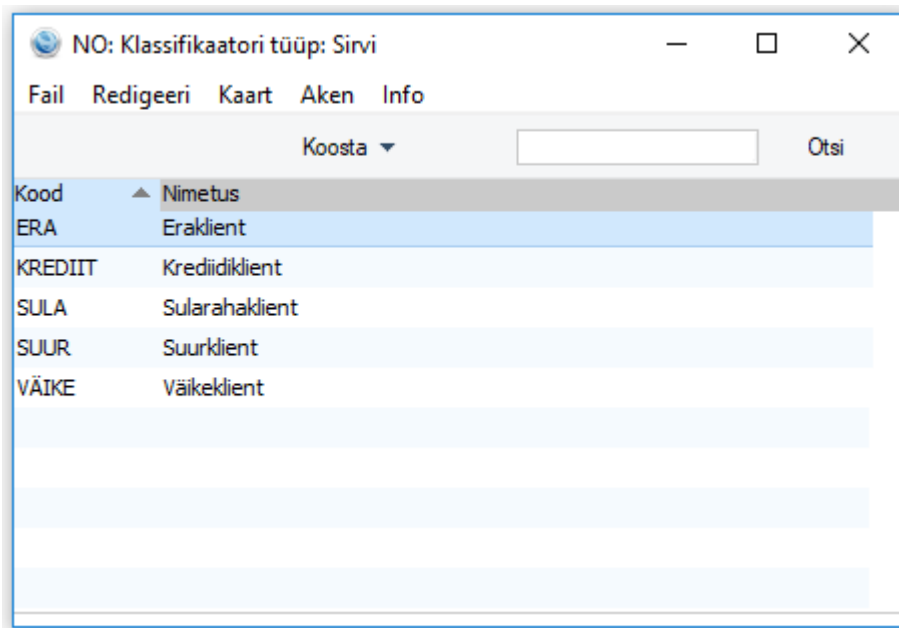 NO: Klassifikaatori tüüp: Sirvi
Fail Redigeeri Kaart Aken Info
Koosta Otsi
Kood Nimetus
ERA Eraklient
KREDIIT Krediidiklient
SULA Sularahaklient
SUUR Suurklient
VÄIKE Väikeklient